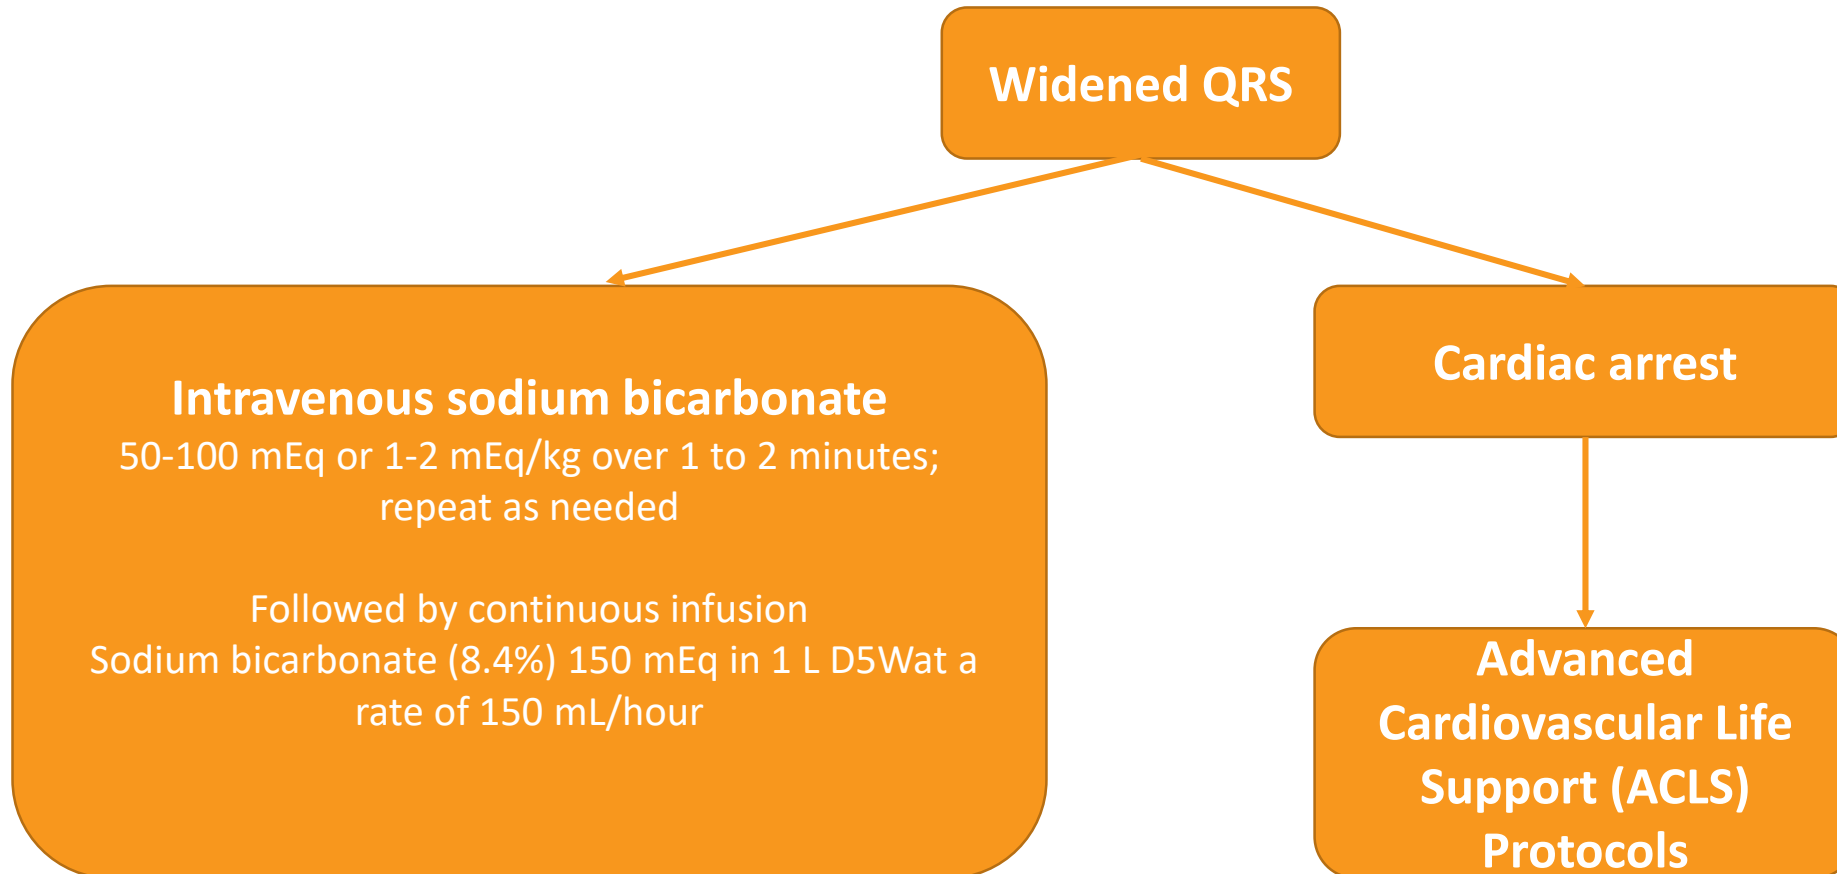 Widened QRS
Intravenous sodium bicarbonate
50-100 mEq or 1-2 mEq/kg over 1 to 2 minutes;
repeat as needed
Followed by continuous infusion
Sodium bicarbonate (8.4%) 150 mEq in 1 L D5Wat a
rate of 150 mL/hour
Cardiac arrest
Advanced
Cardiovascular Life
Support (ACLS)
Protocols